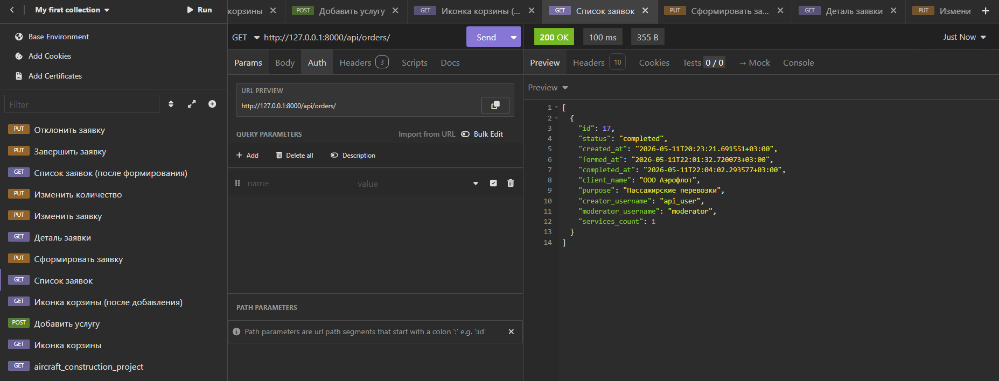 My first collection
Run
Base Environment
Add Cookies
Add Certificates
Filter
PUT Отклонить заявку
PUT Завершить заявку
GET Список заявок (после формирования)
PUT Изменить количество
PUT Изменить заявку
GET Деталь заявки
PUT Сформировать заявку
GET Список заявок
GET Иконка корзины (после добавления)
POST Добавить услугу
GET Иконка корзины
GET aircraft_construction_project
корзины
POST Добавить услугу
GET Иконка корзины (...
GET Список заявок
PUT Сформировать за...
GET Деталь заявки
PUT Измени
GET http://127.0.0.1:8000/api/orders/ Send
Params Body Auth Headers 3 Scripts Docs
URL PREVIEW
http://127.0.0.1:8000/api/orders/
QUERY PARAMETERS Import from URL Bulk Edit
Add Delete all Description
name value
PATH PARAMETERS
Path parameters are url path segments that start with a colon ':' e.g. ':id'
200 OK 100 ms 355 B Just Now
Preview Headers 10 Cookies Tests 0 / 0 → Mock Console
Preview
1 [
2 {
3 "id": 17,
4 "status": "completed",
5 "created_at": "2026-05-11T20:23:21.691551+03:00",
6 "formed_at": "2026-05-11T22:01:32.720073+03:00",
7 "completed_at": "2026-05-11T22:04:02.293577+03:00",
8 "client_name": "ООО Аэрофлот",
9 "purpose": "Пассажирские перевозки",
10 "creator_username": "api_user",
11 "moderator_username": "moderator",
12 "services_count": 1
13 }
14 ]